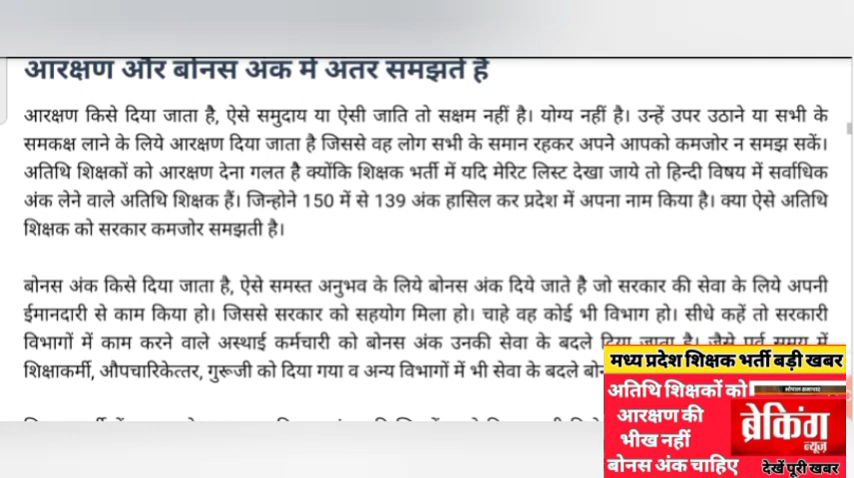 आरक्षण और बोनस अंक में अंतर समझते हैं
आरक्षण किसे दिया जाता है, ऐसे समुदाय या ऐसी जाति तो सक्षम नहीं है। योग्य नहीं है। उन्हें उपर उठाने या सभी के
समकक्ष लाने के लिये आरक्षण दिया जाता है जिससे वह लोग सभी के समान रहकर अपने आपको कमजोर न समझ सकें।
अतिथि शिक्षकों को आरक्षण देना गलत है क्योंकि शिक्षक भर्ती में यदि मेरिट लिस्ट देखा जाये तो हिन्दी विषय में सर्वाधिक
अंक लेने वाले अतिथि शिक्षक हैं। जिन्होने 150 में से 139 अंक हासिल कर प्रदेश में अपना नाम किया है। क्या ऐसे अतिथि
शिक्षक को सरकार कमजोर समझती है।
बोनस अंक किसे दिया जाता है, ऐसे समस्त अनुभव के लिये बोनस अंक दिये जाते है जो सरकार की सेवा के लिये अपनी
ईमानदारी से काम किया हो। जिससे सरकार को सहयोग मिला हो। चाहे वह कोई भी विभाग हो। सीधे कहें तो सरकारी
विभागों में काम करने वाले अस्थाई कर्मचारी को बोनस अंक उनकी सेवा के बदले दिया जाता है। जैसे पूर्व समय में
शिक्षाकर्मी, औपचारिकेत्तर, गुरूजी को दिया गया व अन्य विभागों में भी सेवा के बदले
मध्य प्रदेश शिक्षक भर्ती बड़ी खबर
अतिथि शिक्षकों को
आरक्षण की
भीख नहीं
बोनस अंक चाहिए
ब्रेकिंग
न्यूज़
देखें पूरी खबर